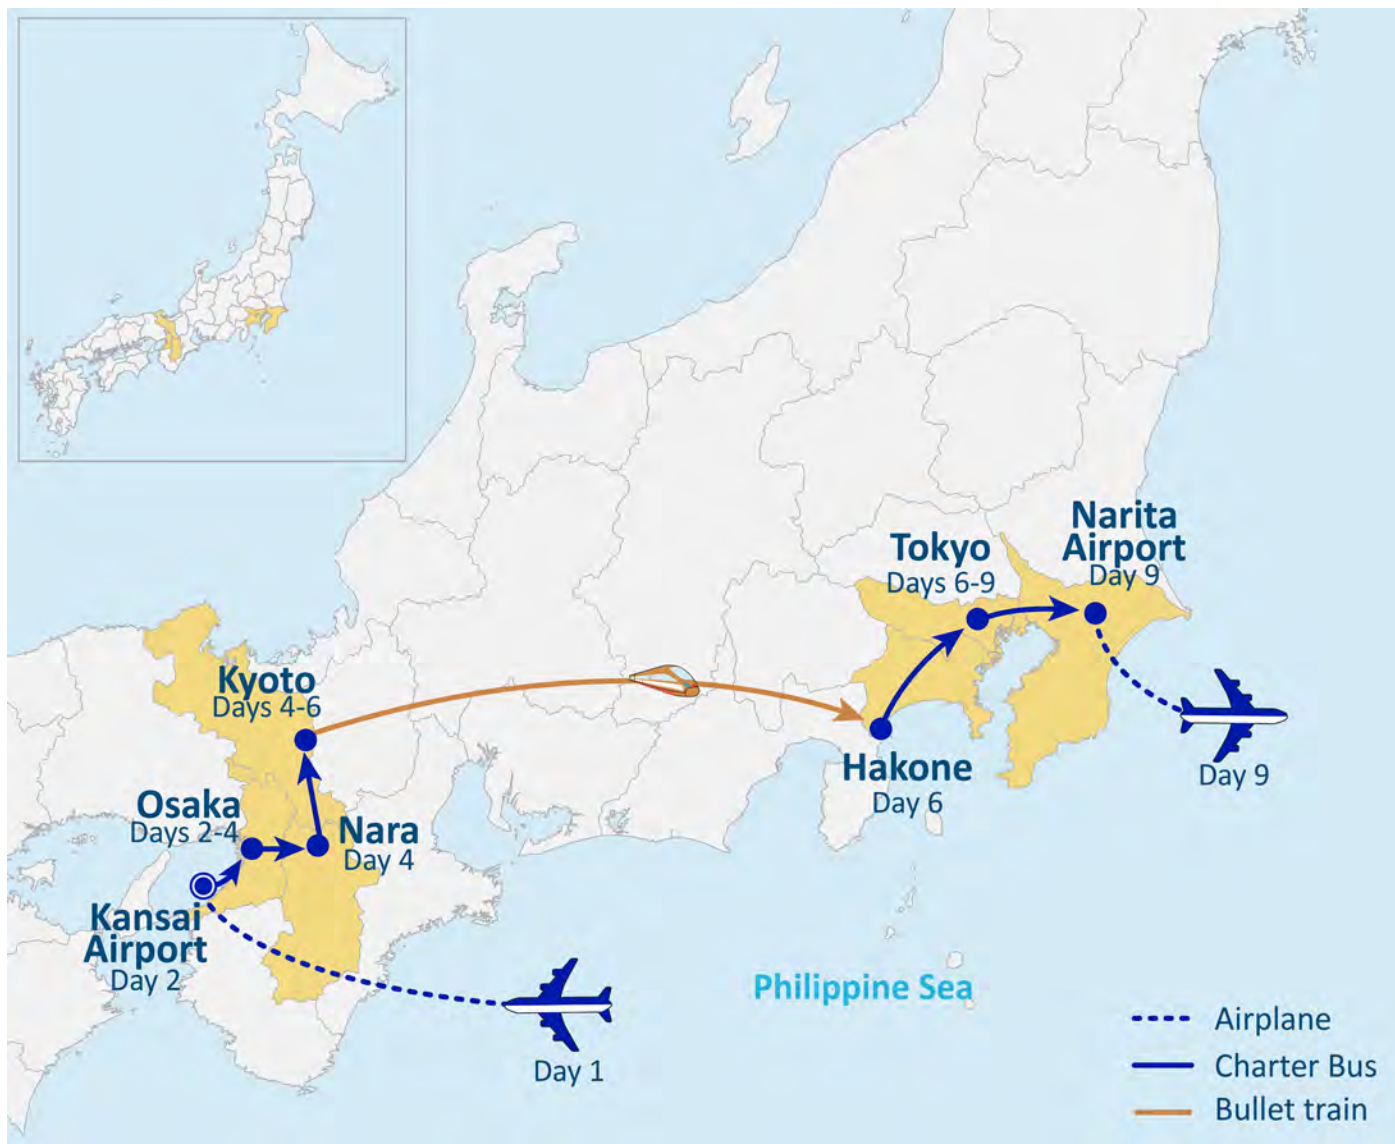 Narita
Airport
Day 9
Tokyo
Days 6-9
Kyoto
Days 4-6
Hakone
Day 6
Day 9
Osaka
Days 2-4
Nara
Day 4
Kansai
Airport
Day 2
Philippine Sea
Day 1
Airplane
Charter Bus
Bullet train